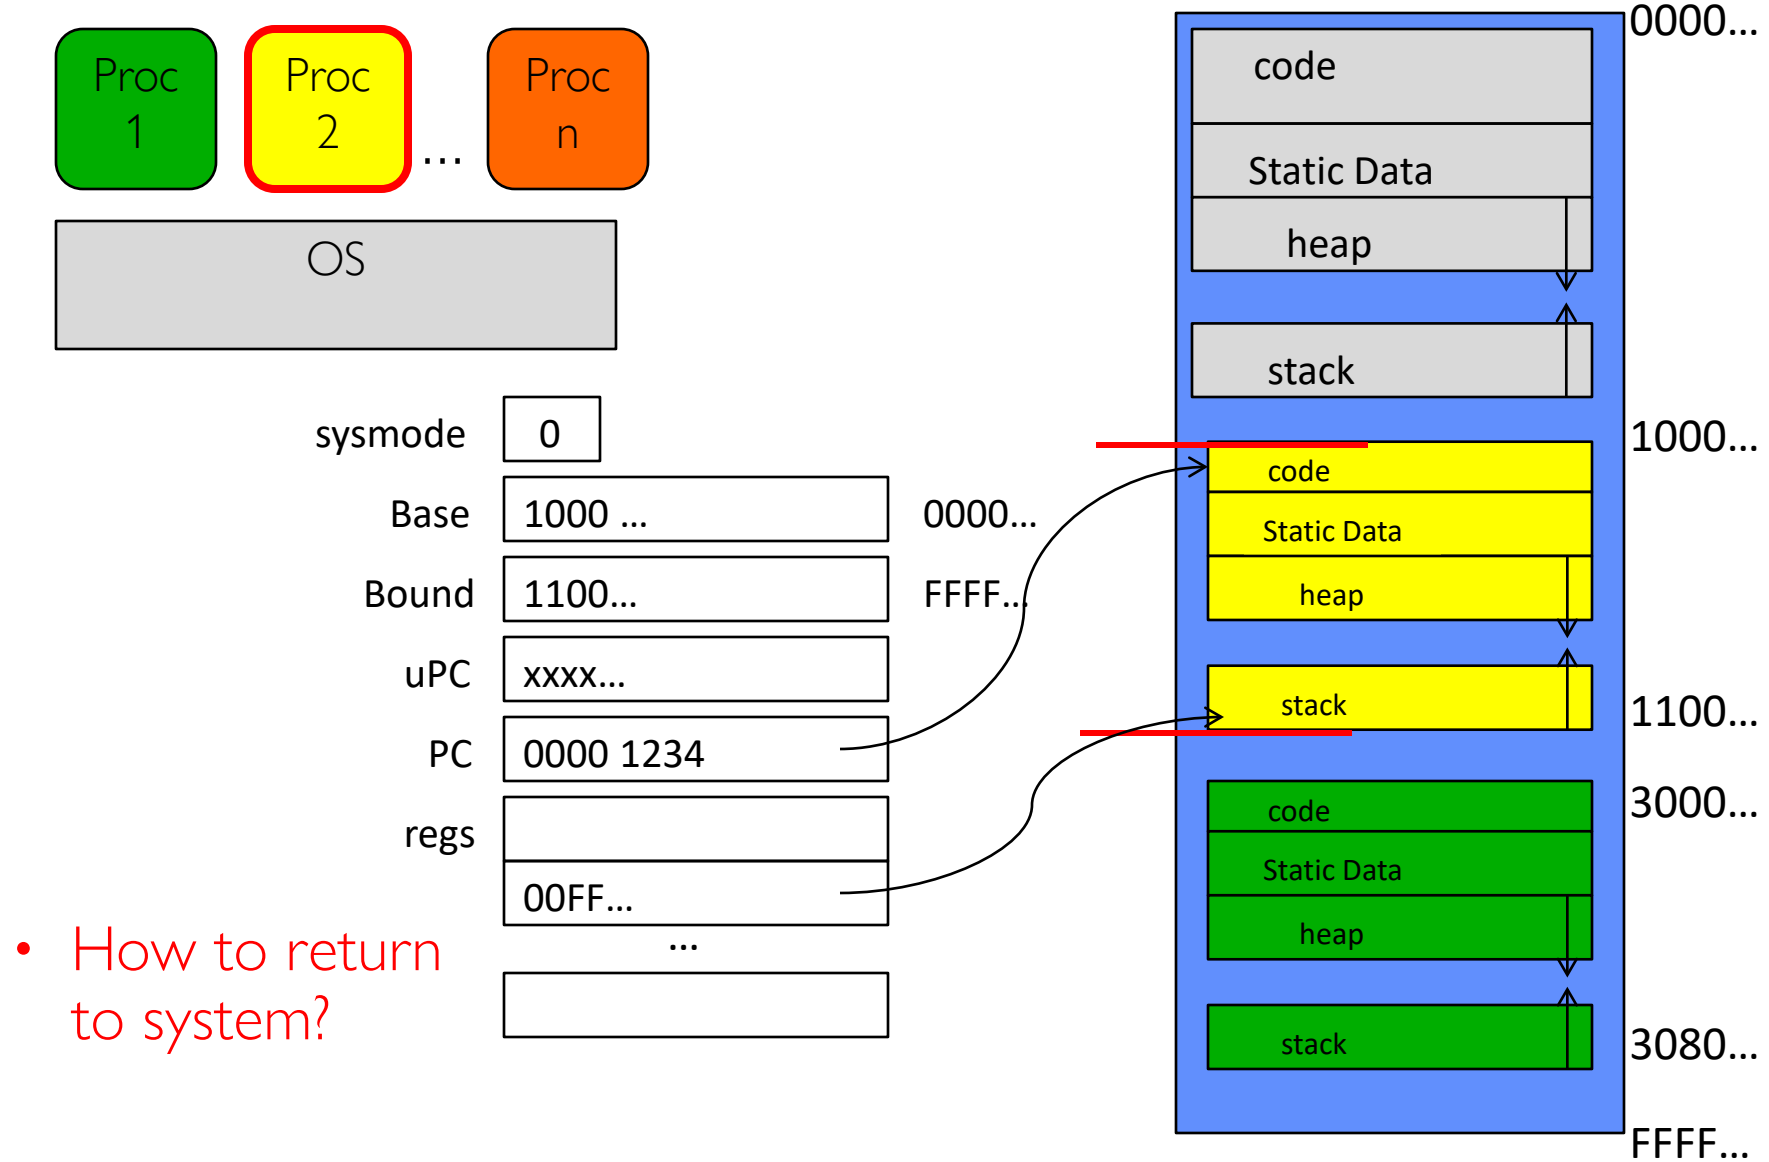 Proc
1
Proc
2
...
Proc
n
OS
sysmode 0
Base 1000 … 0000…
Bound 1100… FFFF…
uPC xxxx…
PC 0000 1234
regs
00FF…
…
• How to return
to system?
0000…
code
Static Data
heap
stack
1000…
code
Static Data
heap
stack
1100…
3000…
code
Static Data
heap
stack
3080…
FFFF…